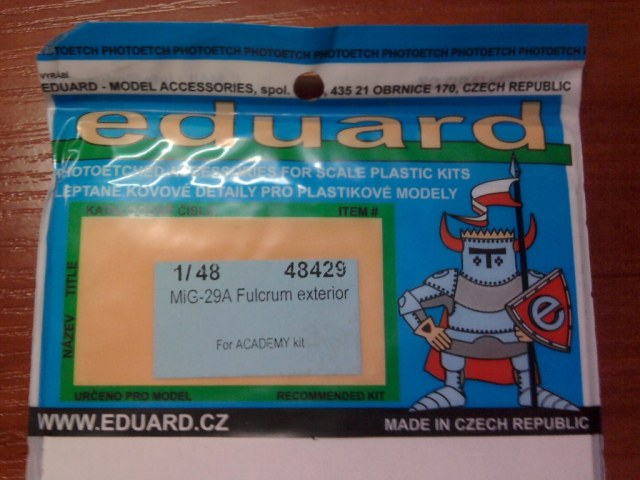 PHOTOETCH PHOTOETCH PHOTOETCH PHOTOETCH PHOTOETCH PHOTOETCH PHOTOETCH PHOTOETCH
VYRÁBÍ
EDUARD - MODEL ACCESSORIES, spol. 435 21 OBRNICE 170, CZECH REPUBLIC
eduard
PHOTOETCHED ACCESSORIES FOR SCALE PLASTIC KITS
LEPTANÉ KOVOVÉ DETAILY PRO PLASTIKOVÉ MODELY
ITEM #
NÁZEV TITLE
1/48 48429
MiG-29A Fulcrum exterior
For ACADEMY kit
e
URČENO PRO MODEL RECOMMENDED KIT
WWW.EDUARD.CZ MADE IN CZECH REPUBLIC